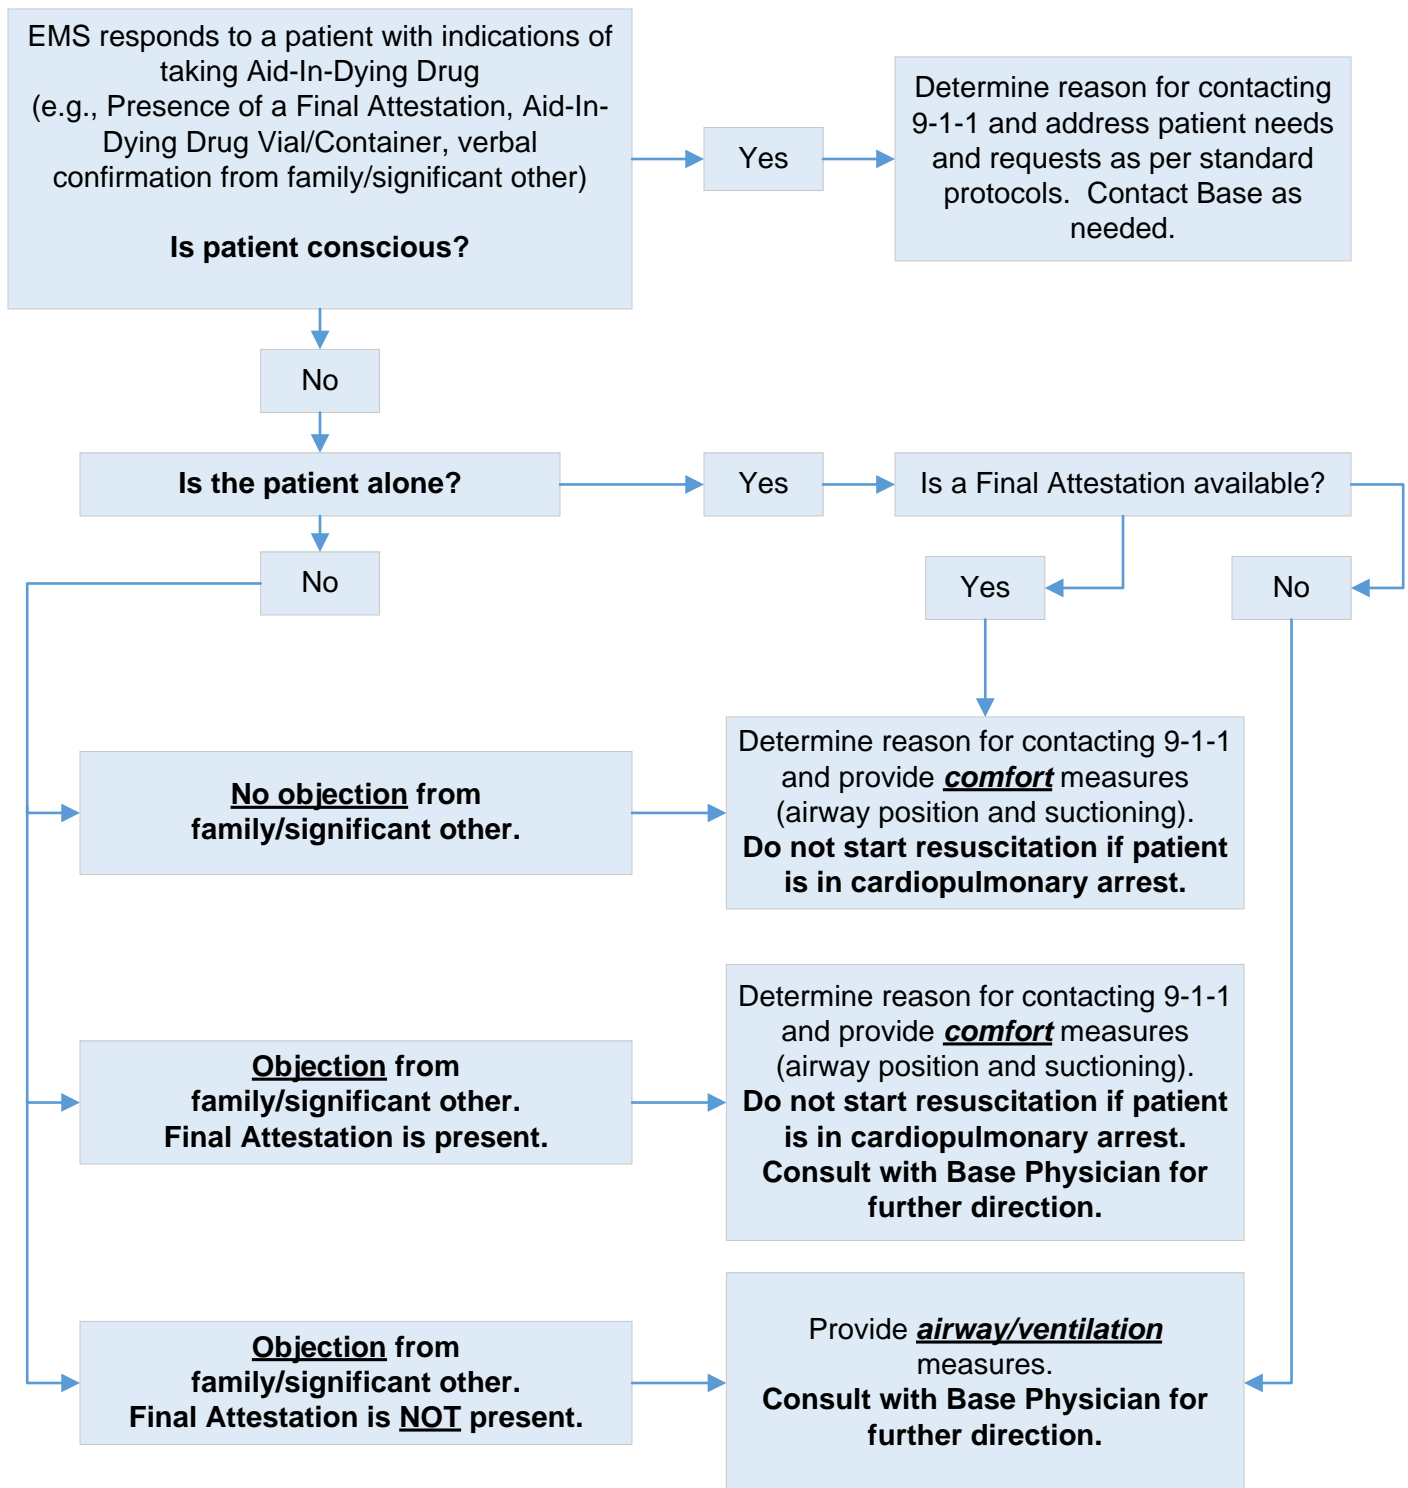 EMS responds to a patient with indications of
taking Aid-In-Dying Drug
(e.g., Presence of a Final Attestation, Aid-In-
Dying Drug Vial/Container, verbal
confirmation from family/significant other)
Is patient conscious?
Yes
Determine reason for contacting
9-1-1 and address patient needs
and requests as per standard
protocols.  Contact Base as
needed.
No
Is the patient alone?
Yes
Is a Final Attestation available?
No
Yes
No
No objection from
family/significant other.
Determine reason for contacting 9-1-1
and provide comfort measures
(airway position and suctioning).
Do not start resuscitation if patient
is in cardiopulmonary arrest.
Objection from
family/significant other.
Final Attestation is present.
Determine reason for contacting 9-1-1
and provide comfort measures
(airway position and suctioning).
Do not start resuscitation if patient
is in cardiopulmonary arrest.
Consult with Base Physician for
further direction.
Objection from
family/significant other.
Final Attestation is NOT present.
Provide airway/ventilation
measures.
Consult with Base Physician for
further direction.